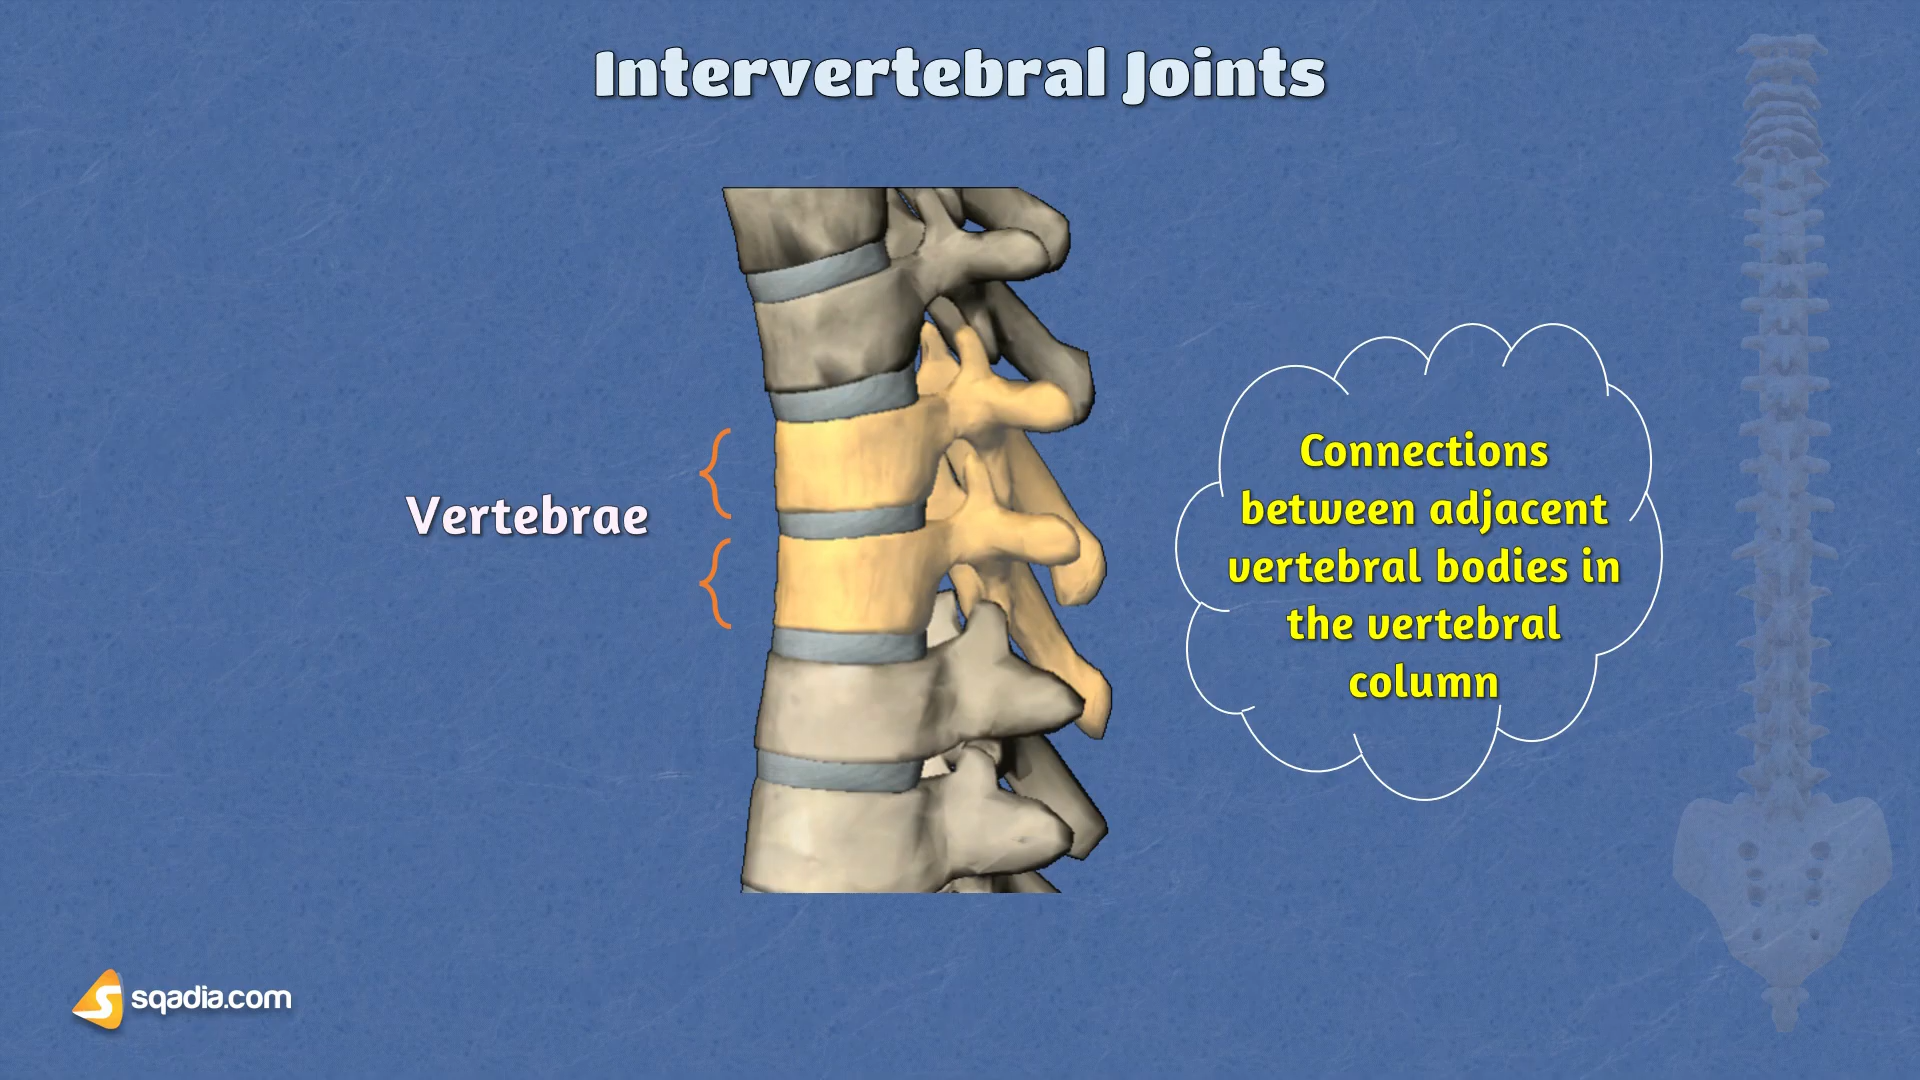 Intervertebral Joints
Vertebrae
Connections
between adjacent
vertebral bodies in
the vertebral
column
sqadia.com